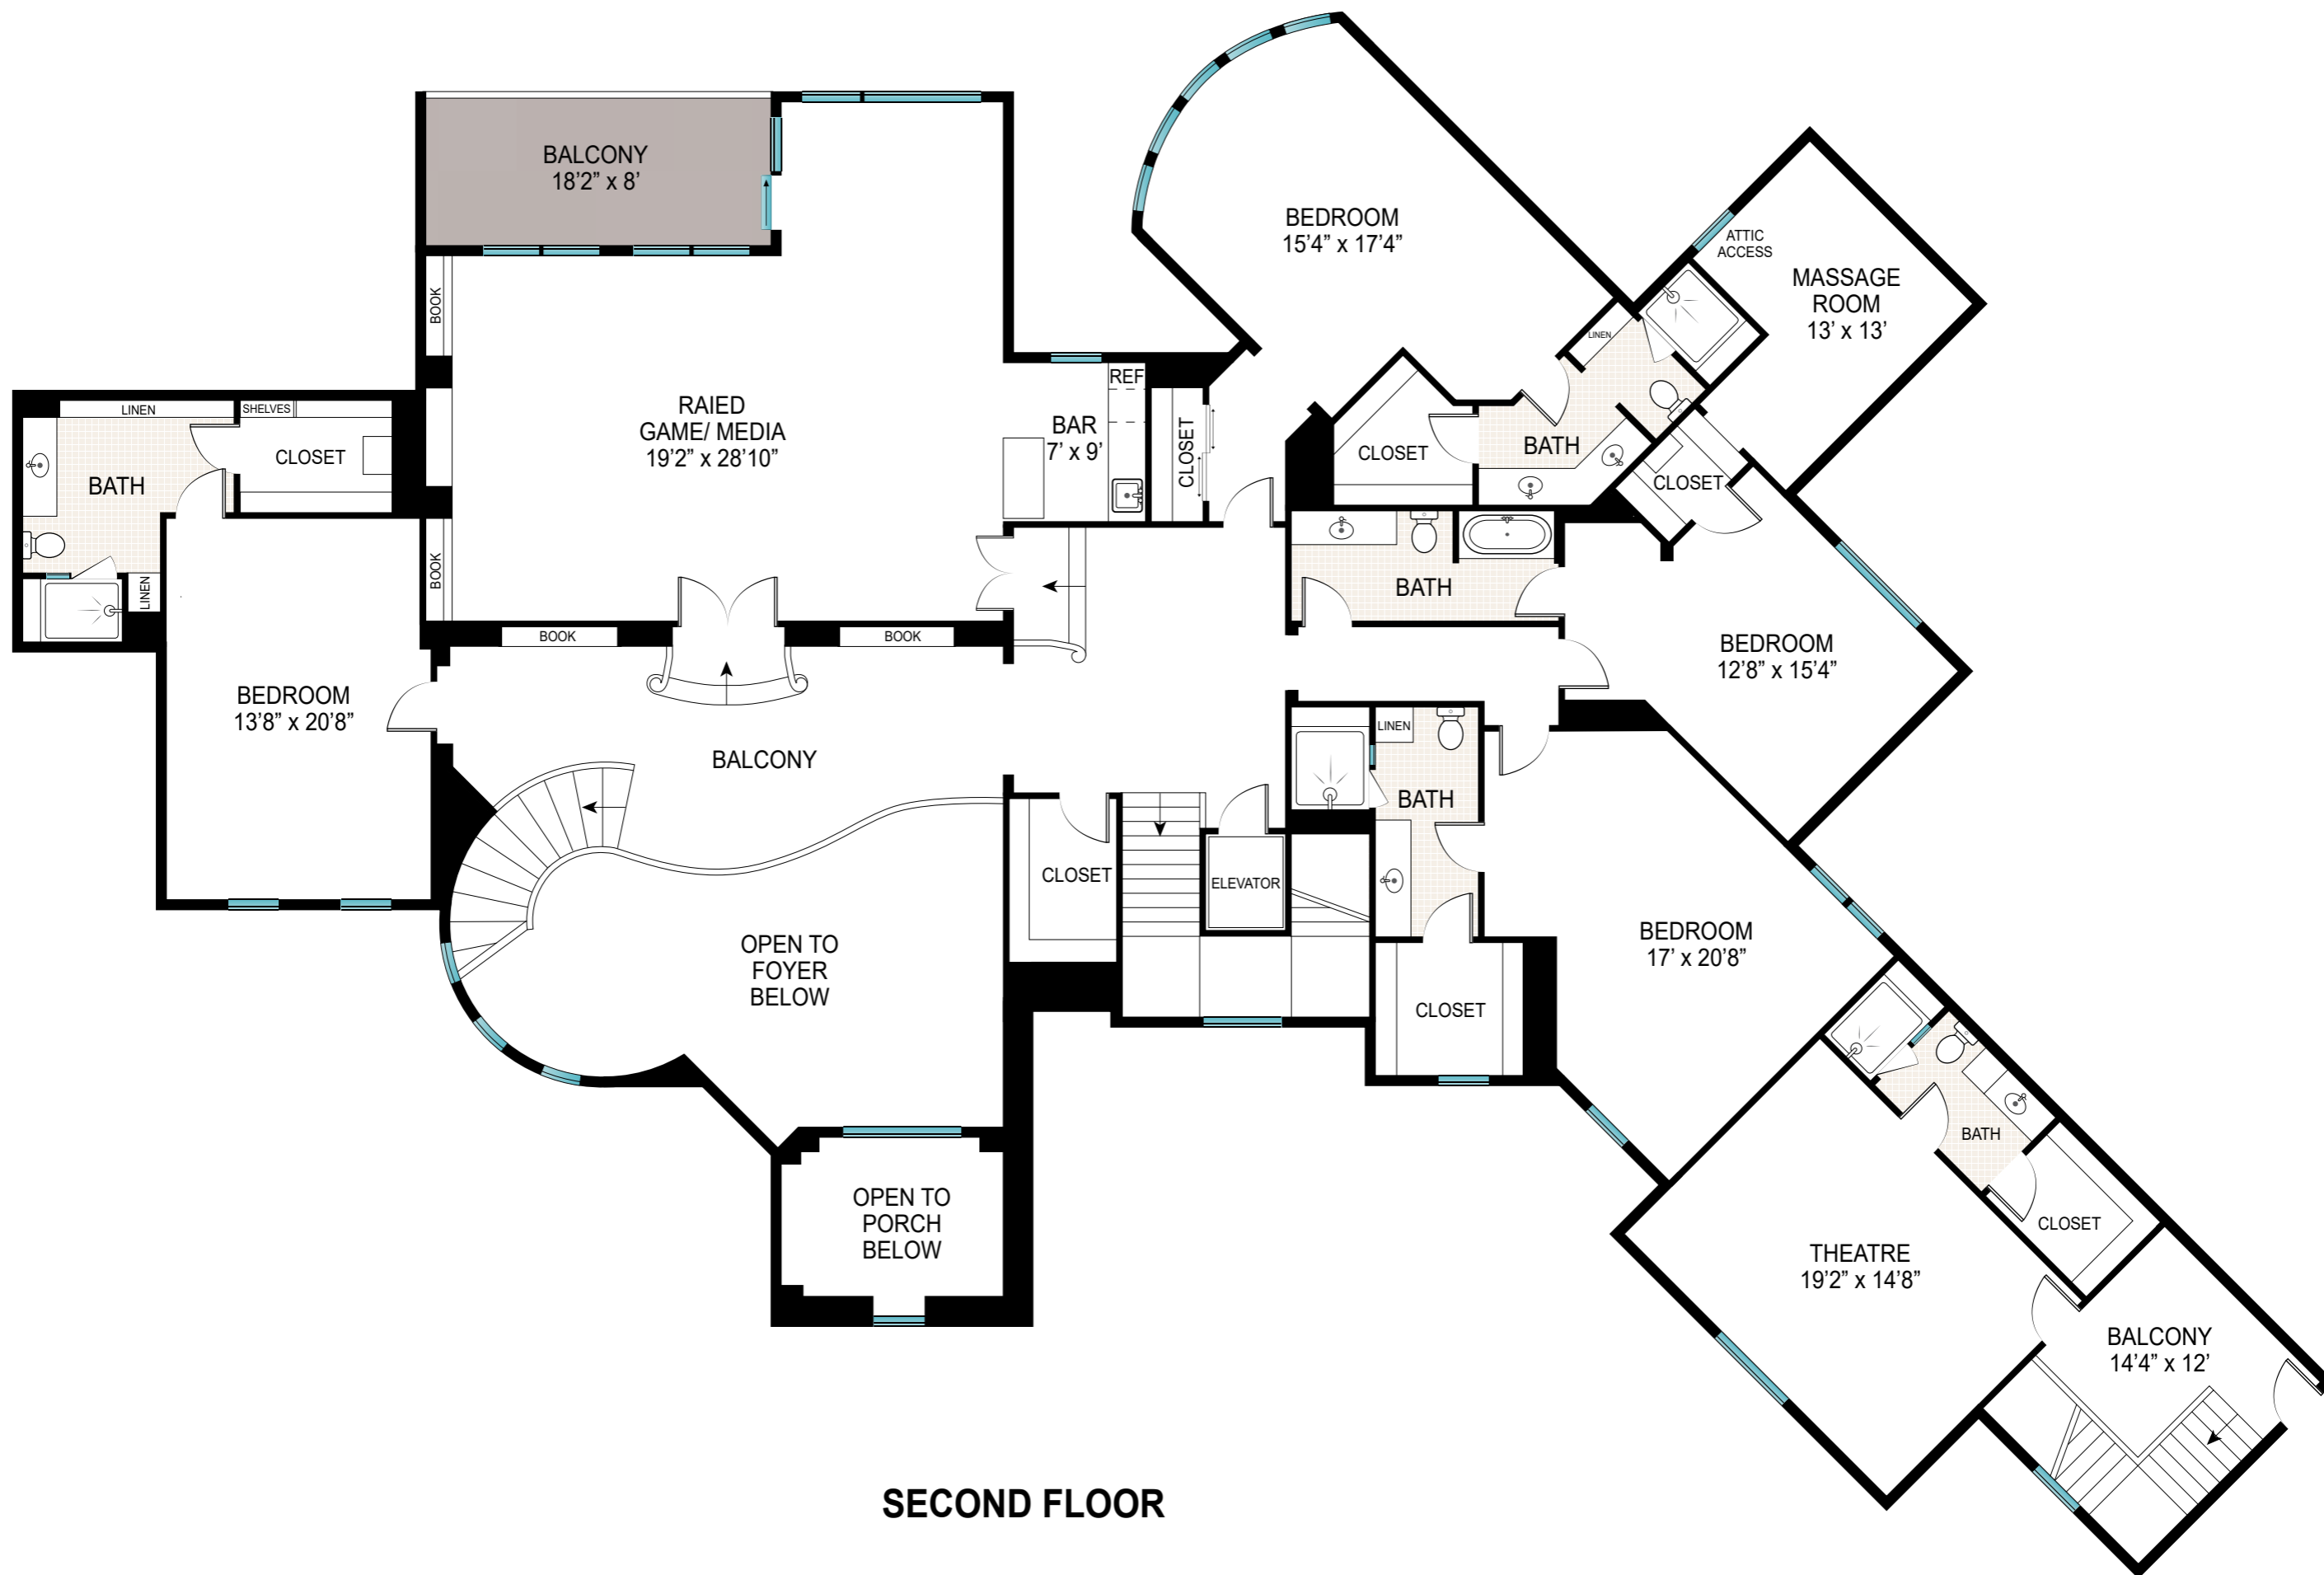 BALCONY
18'2” x 8’
BEDROOM
15’4” x 17’4”
ATTIC
ACCESS
MASSAGE
ROOM
13’ x 13’
BOOK
LINEN
REF
RAIED
GAME/ MEDIA
19’2” x 28’10”
BAR
7’ x 9’
CLOSET
CLOSET
BATH
CLOSET
LINEN
SHELVES
CLOSET
BATH
LINEN
BOOK
BOOK
BOOK
BATH
BEDROOM
12’8” x 15’4”
BEDROOM
13’8” x 20’8”
BALCONY
LINEN
BATH
CLOSET
ELEVATOR
BEDROOM
17’ x 20’8”
OPEN TO
FOYER
BELOW
CLOSET
BATH
CLOSET
OPEN TO
PORCH
BELOW
THEATRE
19’2” x 14’8”
BALCONY
14’4” x 12’
SECOND FLOOR